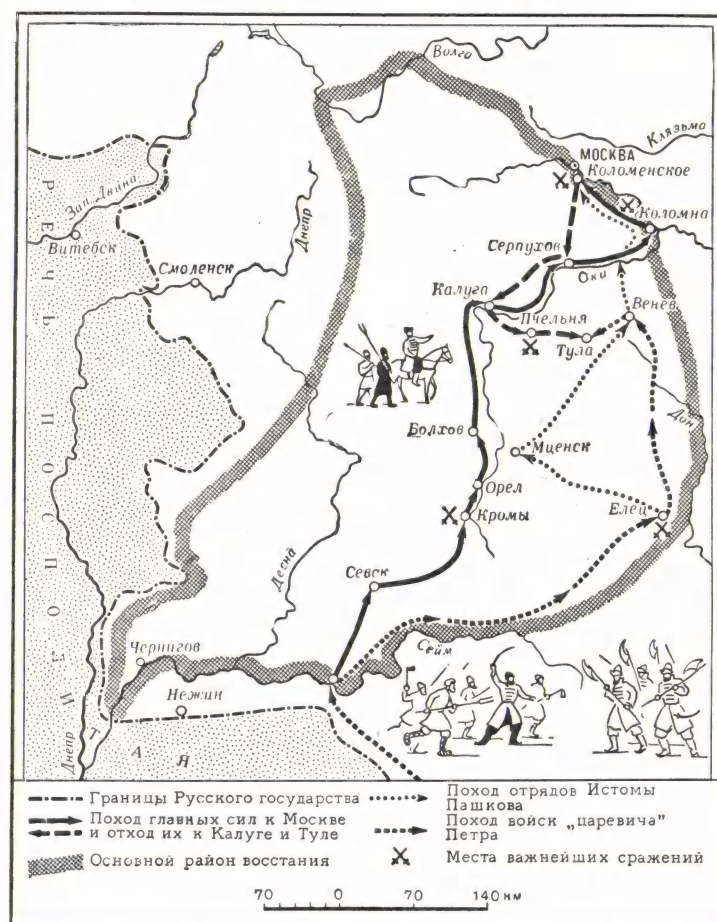 Волга
Клязьма
МОСКВА
Коломенское
Коломна
РЕЧЬ ПОСПОЛИТАЯ
Зап. Двина
Витебск
Днепр
Смоленск
Серпухов
Ока
Калуга
Пчельня
Венев
Тула
Дон
Болхов
Мценск
Орел
Кромы
Елец
Десна
Севск
Сейм
Чернигов
Нежин
Днепр
Границы Русского государства
Поход главных сил к Москве
и отход их к Калуге и Туле
Основной район восстания
Поход отрядов Истомы
Пашкова
Поход войск „царевича"
Петра
Места важнейших сражений
70 0 70 140 км